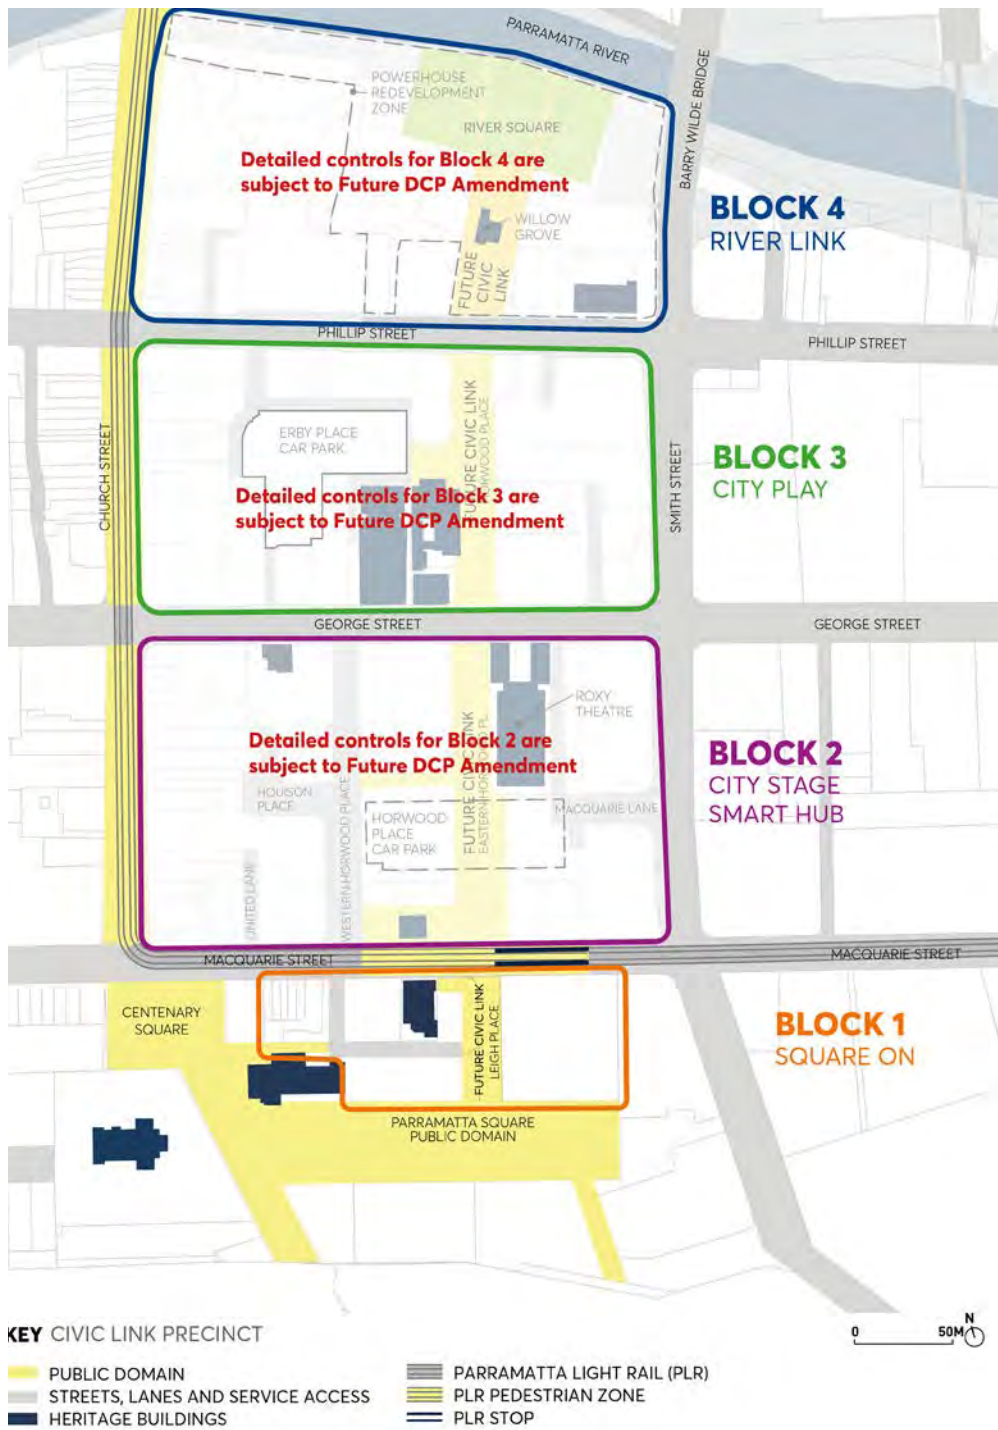 PARRAMATTA RIVER
BARRY WILDE BRIDGE
POWERHOUSE
REDEVELOPMENT
ZONE
RIVER SQUARE
Detailed controls for Block 4 are
subject to Future DCP Amendment
BLOCK 4
RIVER LINK
WILLOW
GROVE
FUTURE
CIVIC
LINK
PHILLIP STREET
PHILLIP STREET
CHURCH STREET
ERBY PLACE
CAR PARK
FUTURE CIVIC LINK
HORWOOD PLACE
SMITH STREET
BLOCK 3
CITY PLAY
Detailed controls for Block 3 are
subject to Future DCP Amendment
GEORGE STREET
GEORGE STREET
ROXY
THEATRE
Detailed controls for Block 2 are
subject to Future DCP Amendment
BLOCK 2
CITY STAGE
SMART HUB
HOUISON
PLACE
WESTERN HORWOOD PLACE
HORWOOD
PLACE
CAR PARK
FUTURE CIVIC LINK
EASTERN HORWOOD PL
MACQUARIE LANE
UNITED LANE
MACQUARIE STREET
MACQUARIE STREET
CENTENARY
SQUARE
FUTURE CIVIC LINK
LEIGH PLACE
BLOCK 1
SQUARE ON
PARRAMATTA SQUARE
PUBLIC DOMAIN
KEY CIVIC LINK PRECINCT
0 50M
N
PUBLIC DOMAIN
STREETS, LANES AND SERVICE ACCESS
HERITAGE BUILDINGS
PARRAMATTA LIGHT RAIL (PLR)
PLR PEDESTRIAN ZONE
PLR STOP